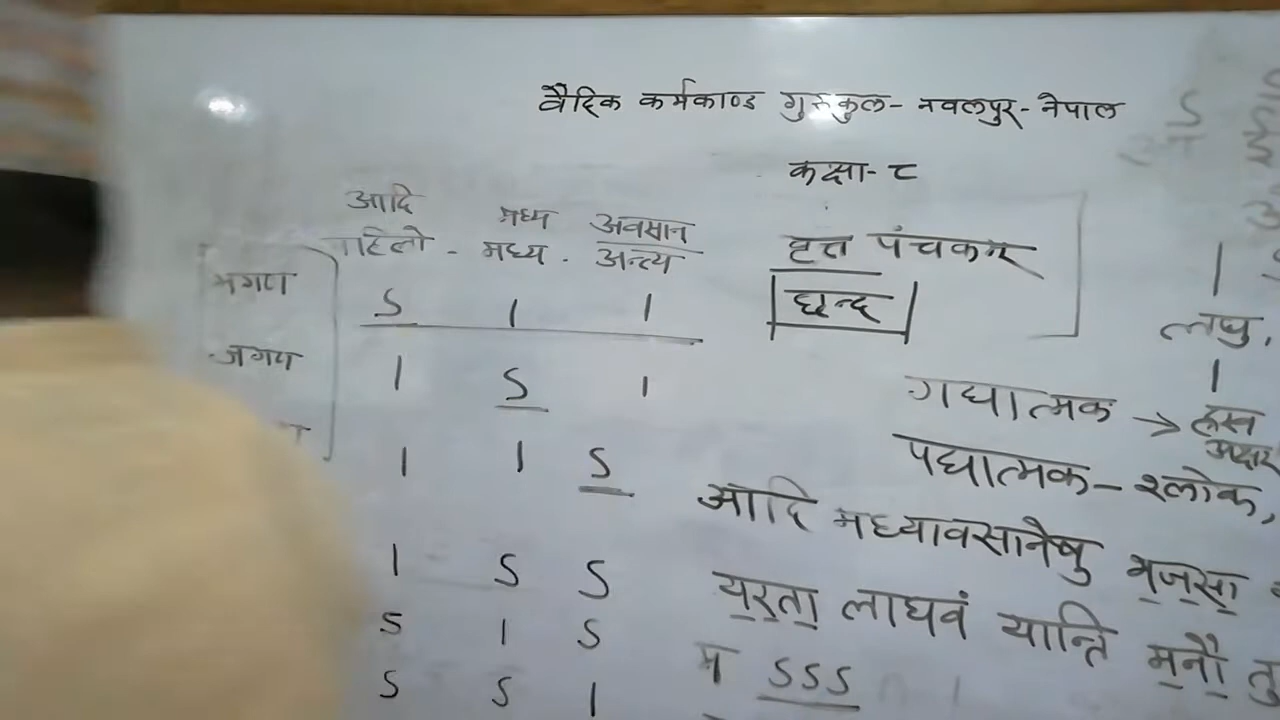 वैदिक कर्मकाण्ड गुरुकुल- नवलपुर- नेपाल
कक्षा- ८
आदि मध्य अवसान
पहिलो - मध्य - अन्त्य
वृत्त पंचकम्
छन्द
भगण S I I
जगण I S I
I I S
I S S
S I S
S S I
।
लघु,
।
गद्यात्मक →
अक्षर
पद्यात्मक – श्लोक,
आदि मध्यावसानेषु भजसा
यरता लाघवं यान्ति मनौ तु
म SSS